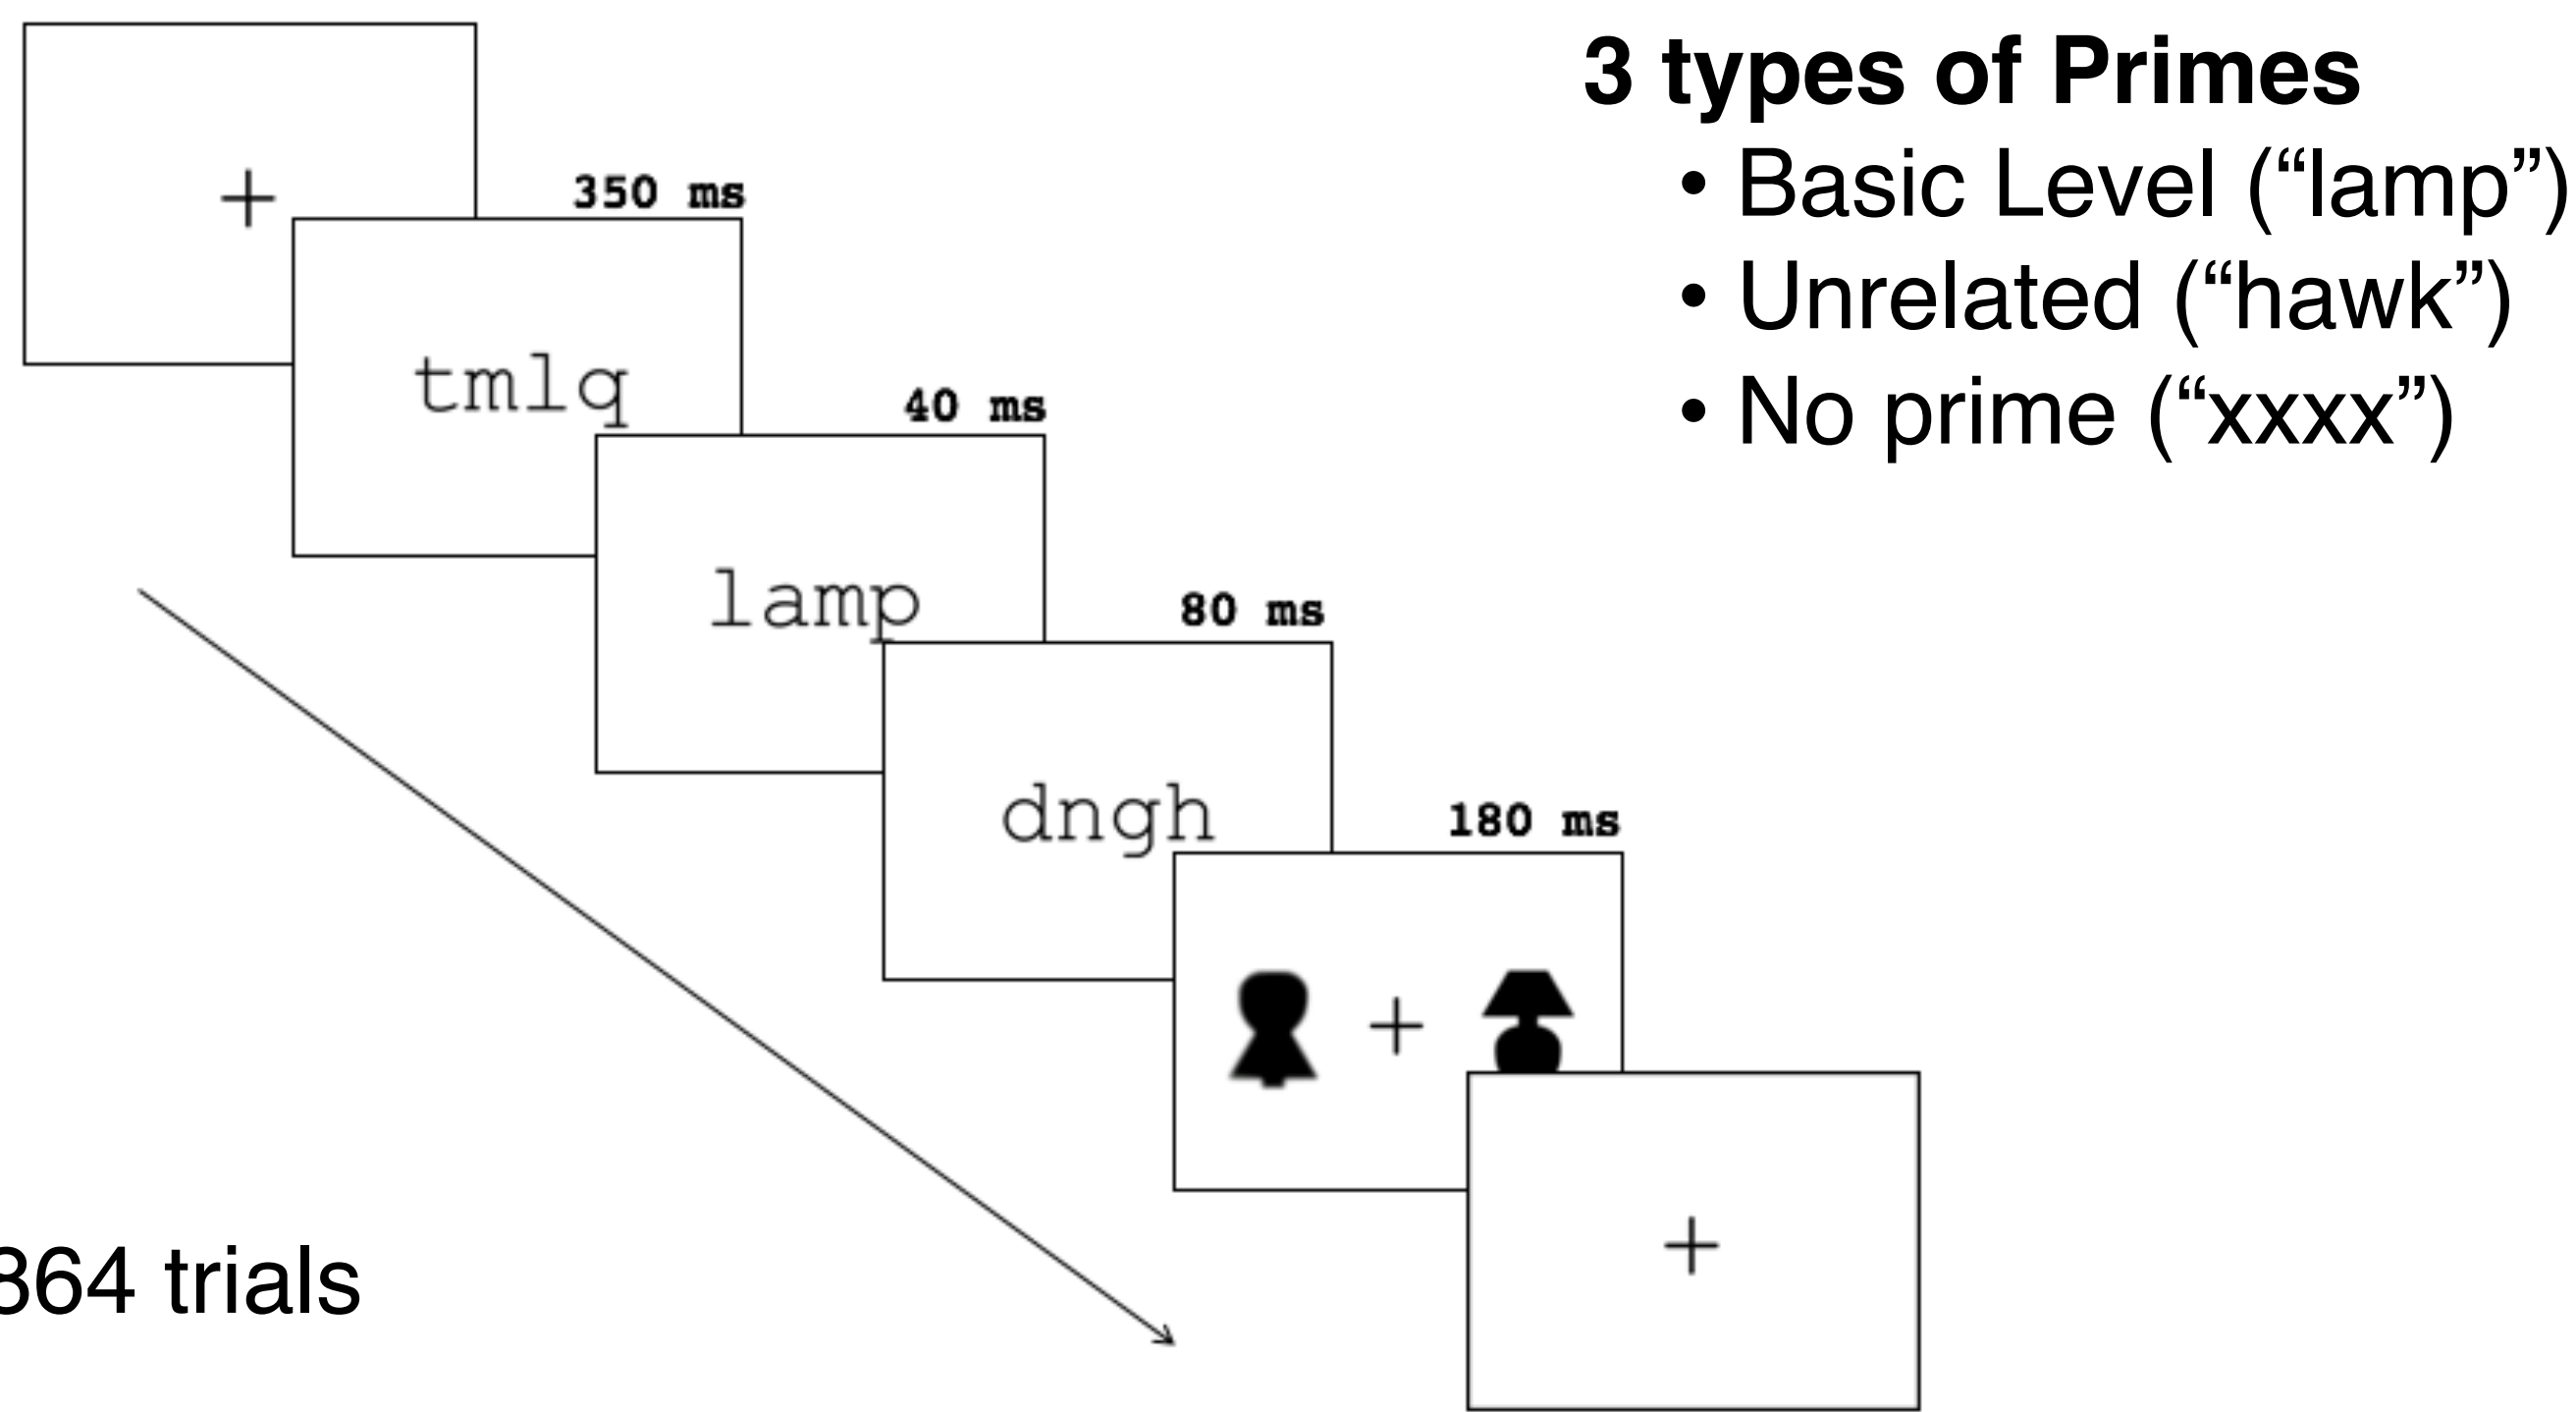 3 types of Primes
• Basic Level (“lamp”)
• Unrelated (“hawk”)
• No prime (“xxxx”)
350 ms
tmlq
40 ms
lamp
80 ms
dngh
180 ms
trials